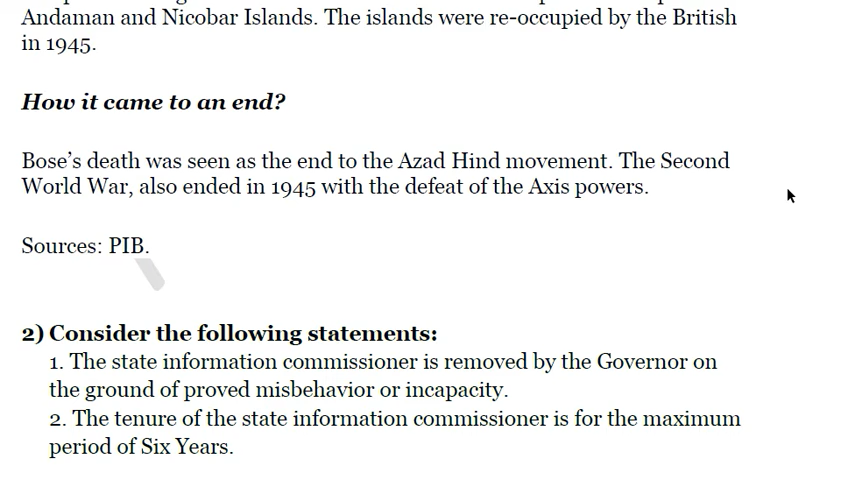 Andaman and Nicobar Islands. The islands were re-occupied by the British
in 1945.
How it came to an end?
Bose’s death was seen as the end to the Azad Hind movement. The Second
World War, also ended in 1945 with the defeat of the Axis powers.
Sources: PIB.
2) Consider the following statements:
1. The state information commissioner is removed by the Governor on
the ground of proved misbehavior or incapacity.
2. The tenure of the state information commissioner is for the maximum
period of Six Years.